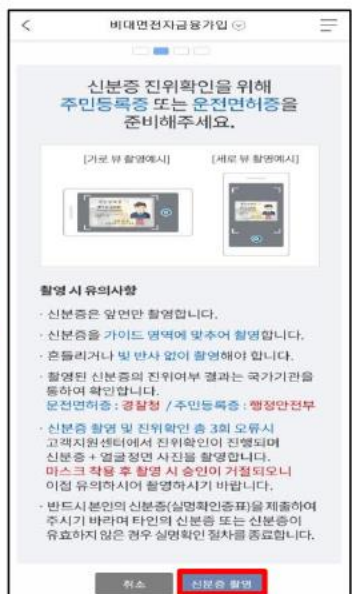 비대면전자금융가입
신분증 진위확인을 위해
주민등록증 또는 운전면허증을
준비해주세요.
[가로 뷰 촬영예시] [세로 뷰 촬영예시]
촬영 시 유의사항
· 신분증은 앞면만 촬영합니다.
· 신분증을 가이드 영역에 맞추어 촬영합니다.
· 흔들리거나 빛 반사 없이 촬영해야 합니다.
· 촬영된 신분증의 진위여부 결과는 국가기관을
통하여 확인합니다.
운전면허증 : 경찰청 / 주민등록증 : 행정안전부
· 신분증 촬영 및 진위확인 총 3회 오류시
고객지원센터에서 진위확인이 진행되며
신분증 + 얼굴정면 사진을 촬영합니다.
마스크 착용 후 촬영 시 승인이 거절되오니
이점 유의하시어 촬영하시기 바랍니다.
· 반드시 본인의 신분증(실명확인증표)을 제출하여
주시기 바라며 타인의 신분증 또는 신분증이
유효하지 않은 경우 실명확인 절차를 종료합니다.
취소 신분증 촬영